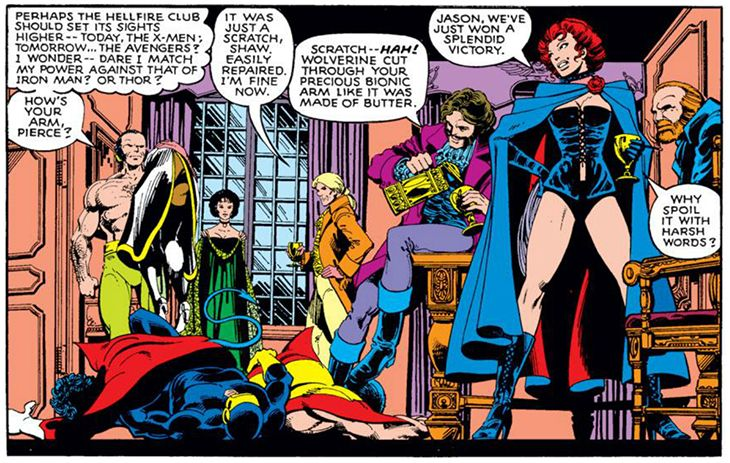 PERHAPS THE HELLFIRE CLUB
SHOULD SET ITS SIGHTS
HIGHER -- TODAY, THE X-MEN;
TOMORROW... THE AVENGERS?
I WONDER -- DARE I MATCH
MY POWER AGAINST THAT OF
IRON MAN? OR THOR?
HOW'S
YOUR
ARM,
PIERCE?
IT WAS
JUST A
SCRATCH,
SHAW.
EASILY
REPAIRED.
I'M FINE
NOW.
SCRATCH--HAH!
WOLVERINE CUT
THROUGH YOUR
PRECIOUS BIONIC
ARM LIKE IT WAS
MADE OF BUTTER.
JASON, WE'VE
JUST WON A
SPLENDID
VICTORY.
WHY
SPOIL
IT WITH
HARSH
WORDS?